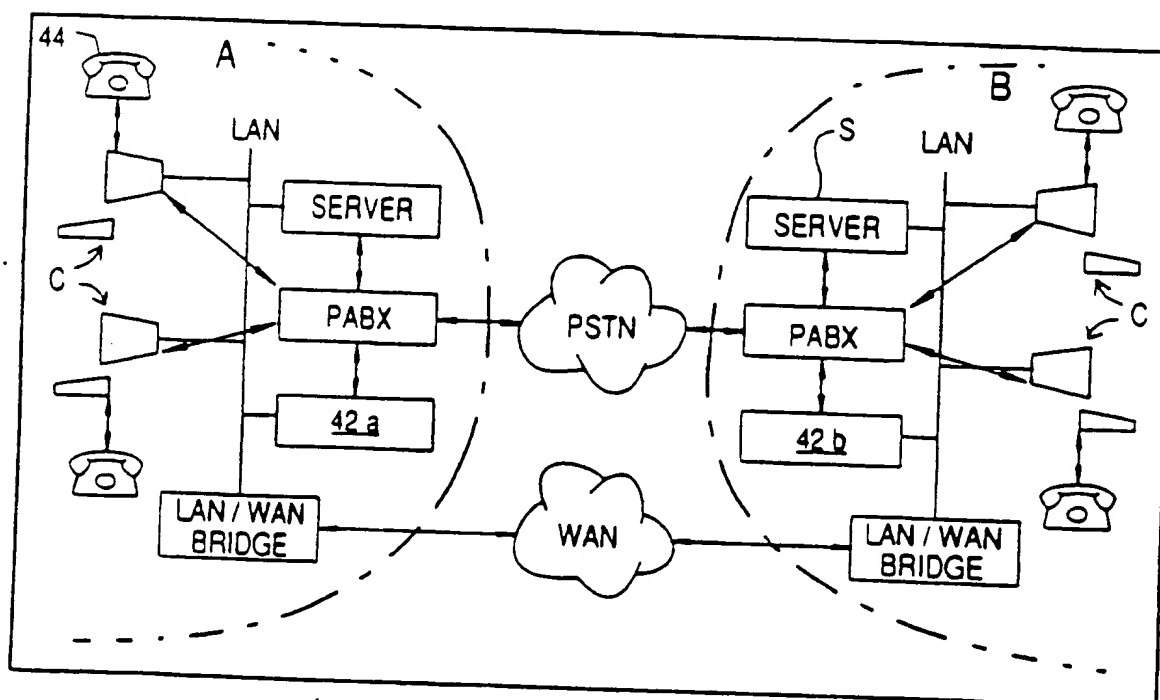 44
A
B
LAN
S
LAN
SERVER
SERVER
C
PABX
PSTN
PABX
C
42 a
42 b
LAN / WAN
BRIDGE
WAN
LAN / WAN
BRIDGE